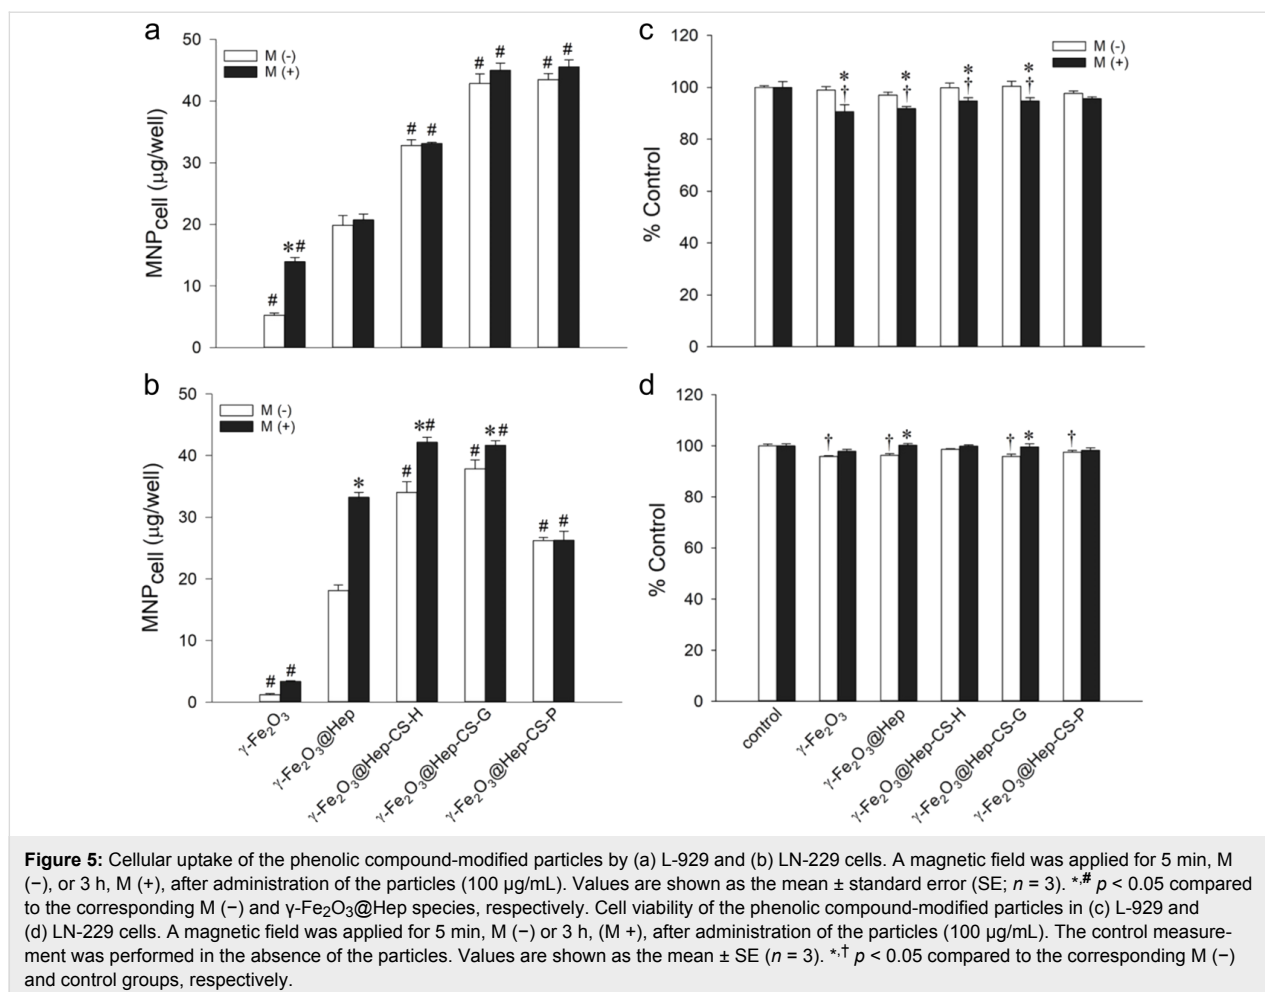 a
50
40
30
20
10
0
MNPcell (μg/well)
M (-)
M (+)
#
*#
#
#
#
#
#
#
c
120
100
80
60
40
20
0
% Control
M (-)
M (+)
*
†
*
†
*
†
*
†
b
50
40
30
20
10
0
MNPcell (μg/well)
M (-)
M (+)
#
#
*
#
*#
#
*#
#
#
γ-Fe2O3
γ-Fe2O3@Hep
γ-Fe2O3@Hep-CS-H
γ-Fe2O3@Hep-CS-G
γ-Fe2O3@Hep-CS-P
d
120
100
80
60
40
20
0
% Control
†
†
*
†
*
†
control
γ-Fe2O3
γ-Fe2O3@Hep
γ-Fe2O3@Hep-CS-H
γ-Fe2O3@Hep-CS-G
γ-Fe2O3@Hep-CS-P
Figure 5: Cellular uptake of the phenolic compound-modified particles by (a) L-929 and (b) LN-229 cells. A magnetic field was applied for 5 min, M
(−), or 3 h, M (+), after administration of the particles (100 µg/mL). Values are shown as the mean ± standard error (SE; n = 3). *,# p < 0.05 compared
to the corresponding M (−) and γ-Fe2O3@Hep species, respectively. Cell viability of the phenolic compound-modified particles in (c) L-929 and
(d) LN-229 cells. A magnetic field was applied for 5 min, M (−) or 3 h, (M +), after administration of the particles (100 µg/mL). The control measure-
ment was performed in the absence of the particles. Values are shown as the mean ± SE (n = 3). *,† p < 0.05 compared to the corresponding M (−)
and control groups, respectively.